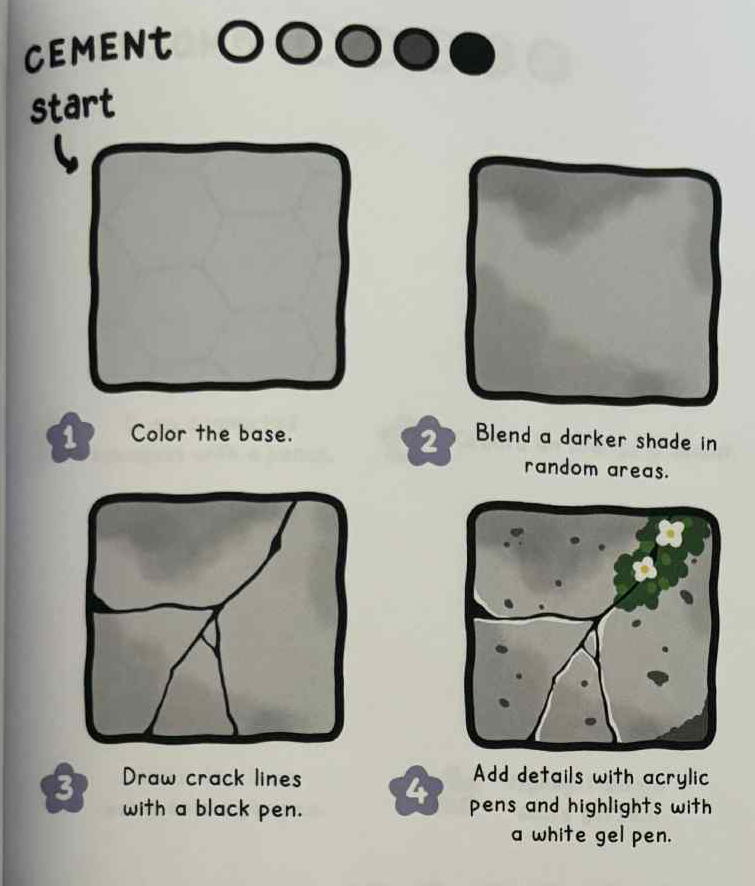 CEMENt
start
1
Color the base.
2
Blend a darker shade in
random areas.
3
Draw crack lines
with a black pen.
4
Add details with acrylic
pens and highlights with
a white gel pen.